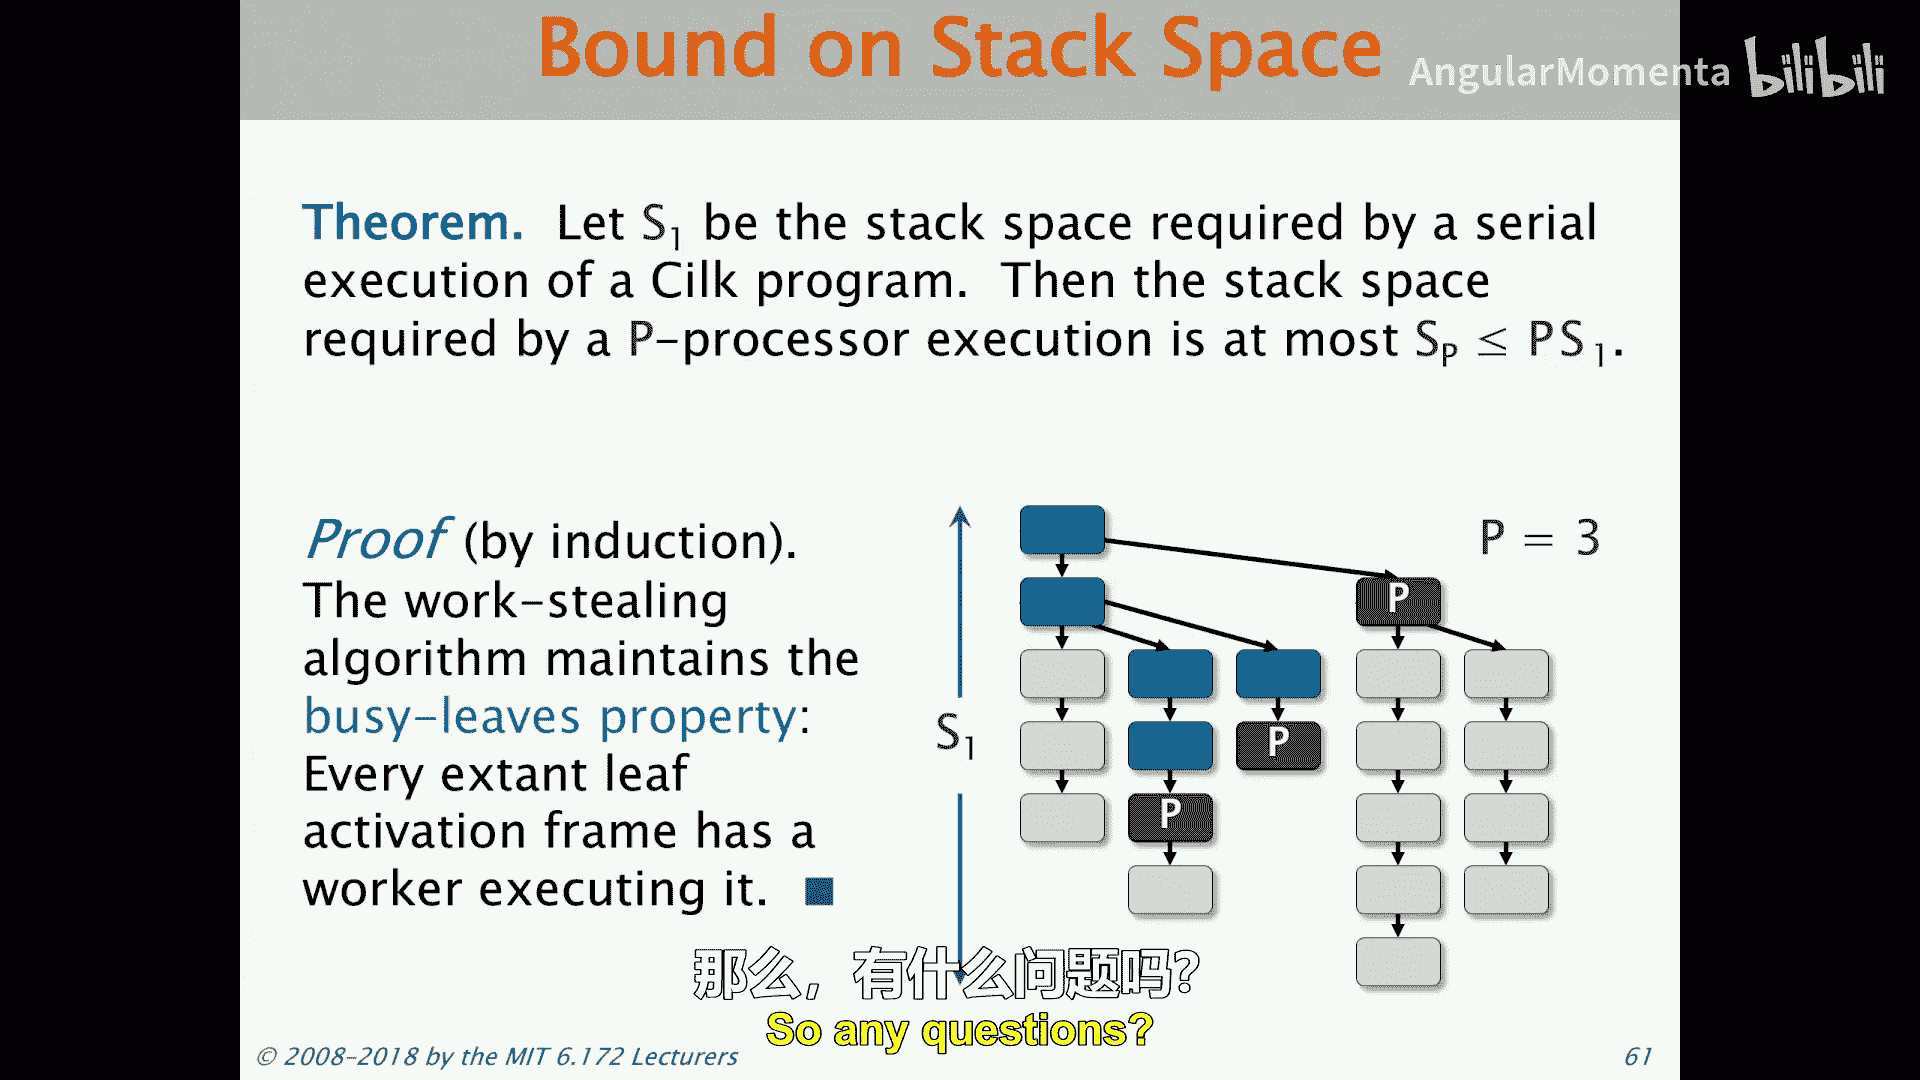 Bound on Stack Space
AngularMomenta bilibili
Theorem. Let S₁ be the stack space required by a serial
execution of a Cilk program. Then the stack space
required by a P-processor execution is at most Sₚ ≤ PS₁.
Proof (by induction).
The work-stealing
algorithm maintains the
busy-leaves property:
Every extant leaf
activation frame has a
worker executing it. ■
S₁
P = 3
P
P
P
那么，有什么问题吗？
So any questions?
© 2008-2018 by the MIT 6.172 Lecturers
61